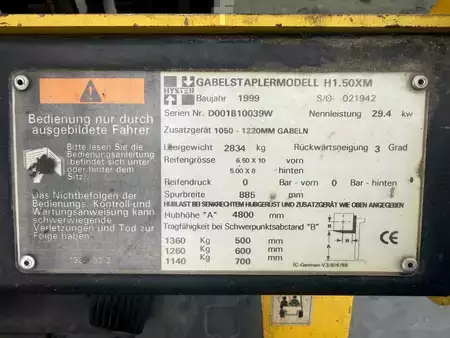 Bedienung nur durch
ausgebildete Fahrer
Bitte lesen Sie die
Bedienungsanleitung
(befindet sich unter
oder hinter dem
Sitz).
Das Nichtbefolgen der
Bedienungs, Kontroll-und
Wartungsanweisung kann
schwerwiegende
Verletzungen und Tod zur
Folge haben.
HYSTER
GABELSTAPLERMODELL H1.50XM
Baujahr 1999 S/O: 021942
Serien Nr. D001B10039W Nennleistung 29.4 kw
Zusatzgerät 1050 - 1220MM GABELN
Leergewicht 2834 kg Rückwärtsneigung 3 Grad
Reifengrösse 6.50 X 10 vorn
5.00 X 8 hinten
Reifendruck 0 Bar - vorn 0 Bar - hinten
Spurbreite 885 mm
HUBLAST BEI SENKRECHTEM HUBGERÜST UND ZUSATZGERÄT WIE OBEN ANGEGEBEN
Hubhöhe "A" 4800 mm
Tragfähigkeit bei Schwerpunktsabstand "B"
1360 Kg 500 mm
1260 Kg 600 mm
1140 Kg 700 mm
A
B
CE